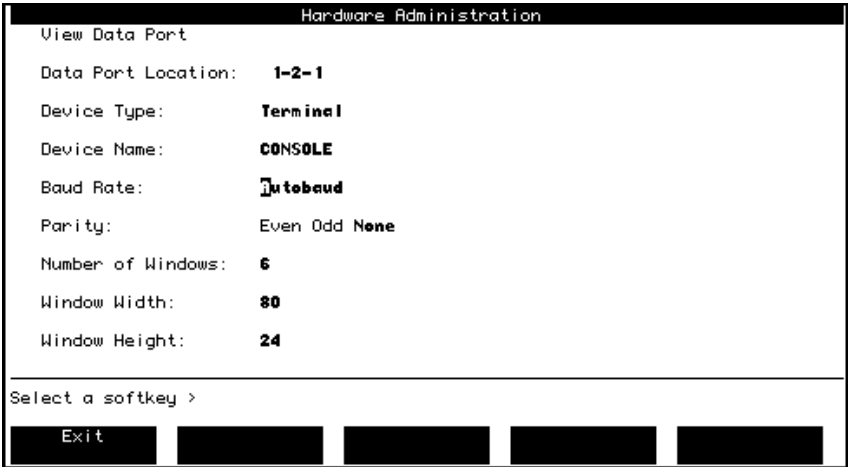 Hardware Administration
View Data Port
Data Port Location: 1-2-1
Device Type: Terminal
Device Name: CONSOLE
Baud Rate: Autobaud
Parity: Even Odd None
Number of Windows: 6
Window Width: 80
Window Height: 24
Select a softkey >
Exit